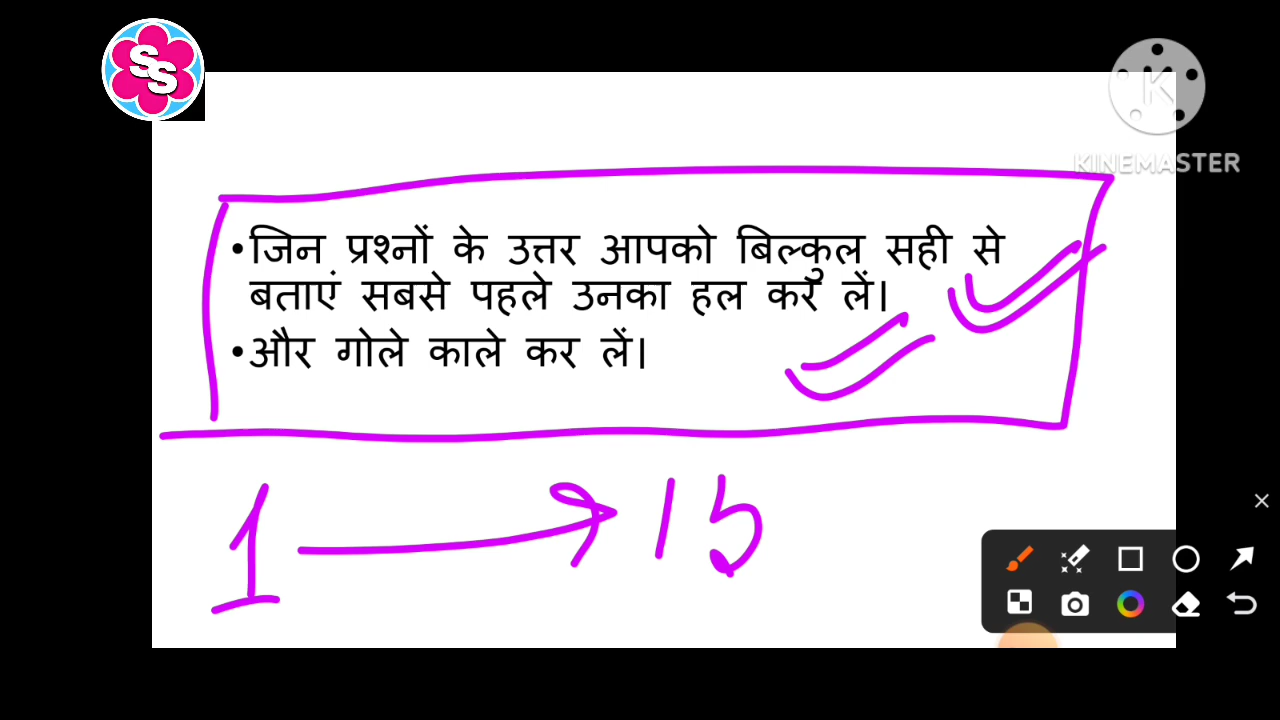 SS
KINEMASTER
•जिन प्रश्नों के उत्तर आपको बिल्कुल सही से
बताएं सबसे पहले उनका हल कर लें।
•और गोले काले कर लें।
1 → 15